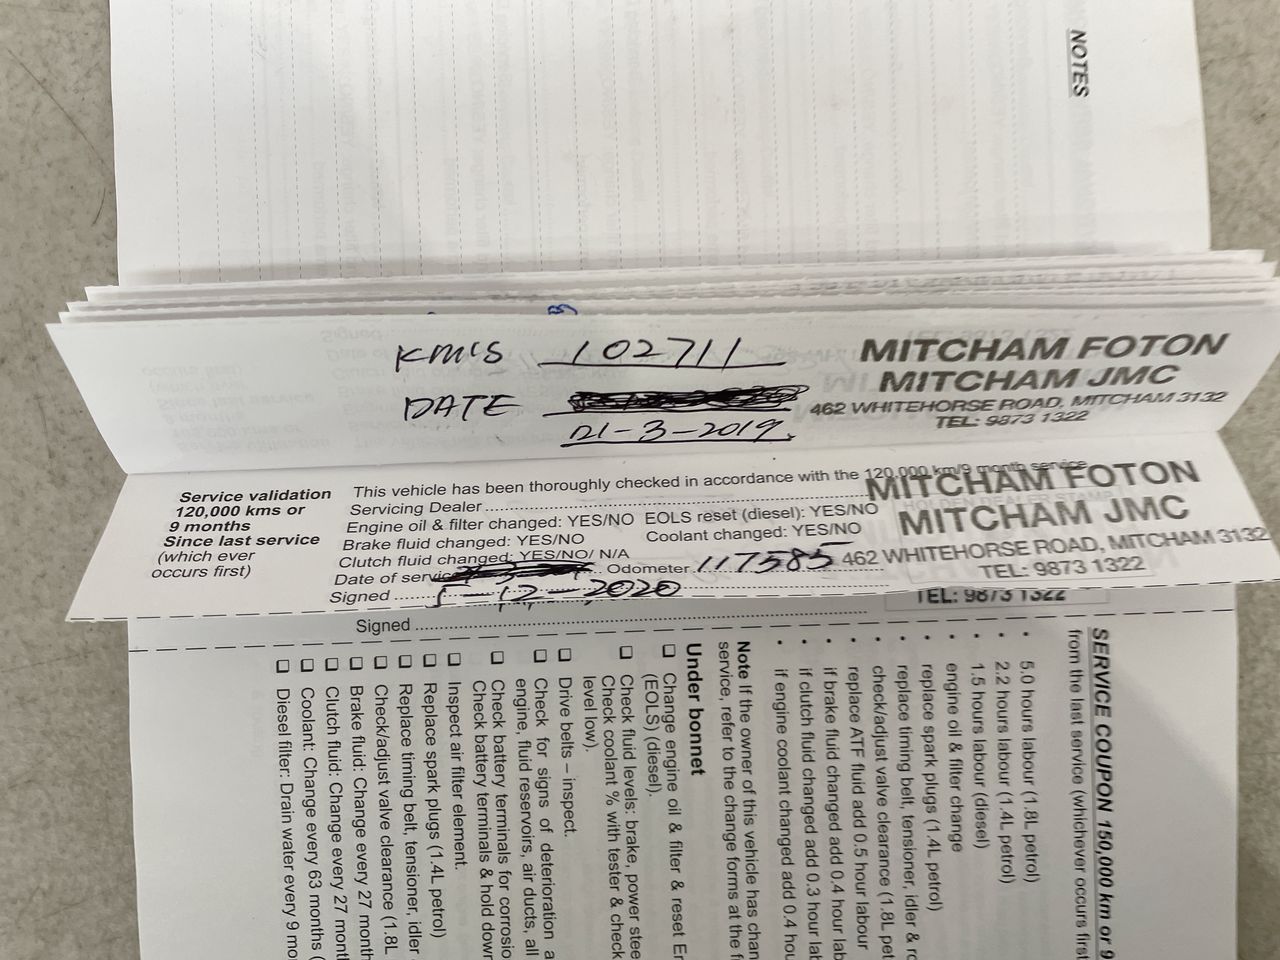 NOTES
KM'S 102711
DATE
21-3-2019
MITCHAM FOTON
MITCHAM JMC
462 WHITEHORSE ROAD, MITCHAM 3132
TEL: 9873 1322
Service validation
120,000 kms or
9 months
Since last service
(which ever
occurs first)
This vehicle has been thoroughly checked in accordance with the 120,000 km/9 month service
Servicing Dealer
Engine oil & filter changed: YES/NO EOLS reset (diesel): YES/NO
Brake fluid changed: YES/NO Coolant changed: YES/NO
Clutch fluid changed: YES/NO/ N/A
Date of service Odometer 117585
Signed 1-12-2020
MITCHAM FOTON
MITCHAM JMC
462 WHITEHORSE ROAD, MITCHAM 3132
TEL: 9873 1322
TEL: 9873 1322
Signed
SERVICE COUPON 150,000 km or 9
from the last service (whichever occurs first
• 5.0 hours labour (1.8L petrol)
• 2.2 hours labour (1.4L petrol)
• 1.5 hours labour (diesel)
• engine oil & filter change
• replace spark plugs (1.4L petrol)
• replace timing belt, tensioner, idler &
• check/adjust valve clearance (1.8L pet
• replace ATF fluid add 0.5 hour labour
• if brake fluid changed add 0.4 hour lab
• if clutch fluid changed add 0.3 hour lab
• if engine coolant changed add 0.4 hou
Note If the owner of this vehicle has chan
service, refer to the change forms at the f
Under bonnet
❑ Change engine oil & filter & reset
(EOLS) (diesel).
❑ Check fluid levels: brake, power stee
Check coolant % with tester & check
level low).
❑ Drive belts – inspect.
❑ Check for signs of deterioration
engine, fluid reservoirs, air ducts, all
❑ Check battery terminals for corrosio
Check battery terminals & hold down
❑ Inspect air filter element.
❑ Replace spark plugs (1.4L petrol)
❑ Replace timing belt, tensioner, idler
❑ Check/adjust valve clearance (1.8L
❑ Brake fluid: Change every 27 month
❑ Clutch fluid: Change every 27 month
❑ Coolant: Change every 63 months (
❑ Diesel filter: Drain water every 9 mo